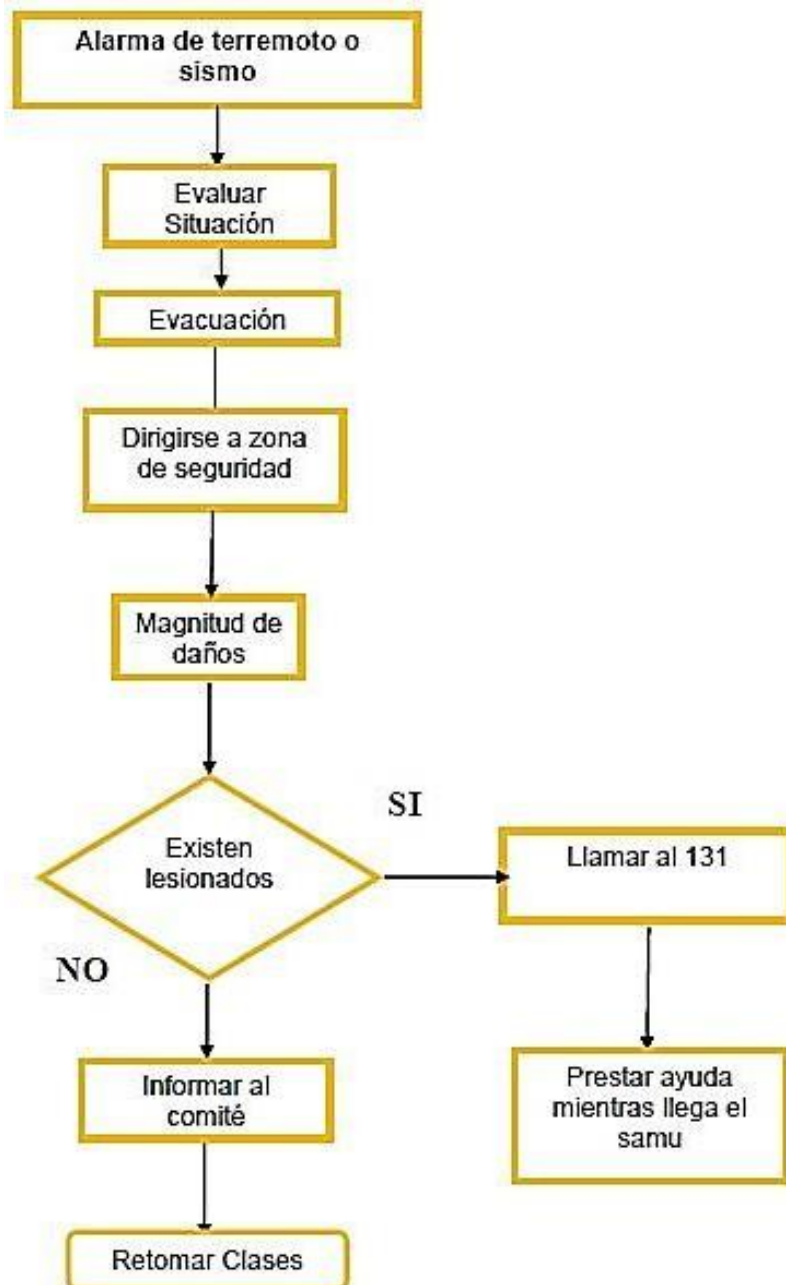 Alarma de terremoto o
sismo
Evaluar
Situación
Evacuación
Dirigirse a zona
de seguridad
Magnitud de
daños
Existen
lesionados
SI
Llamar al 131
NO
Informar al
comité
Prestar ayuda
mientras llega el
samu
Retomar Clases